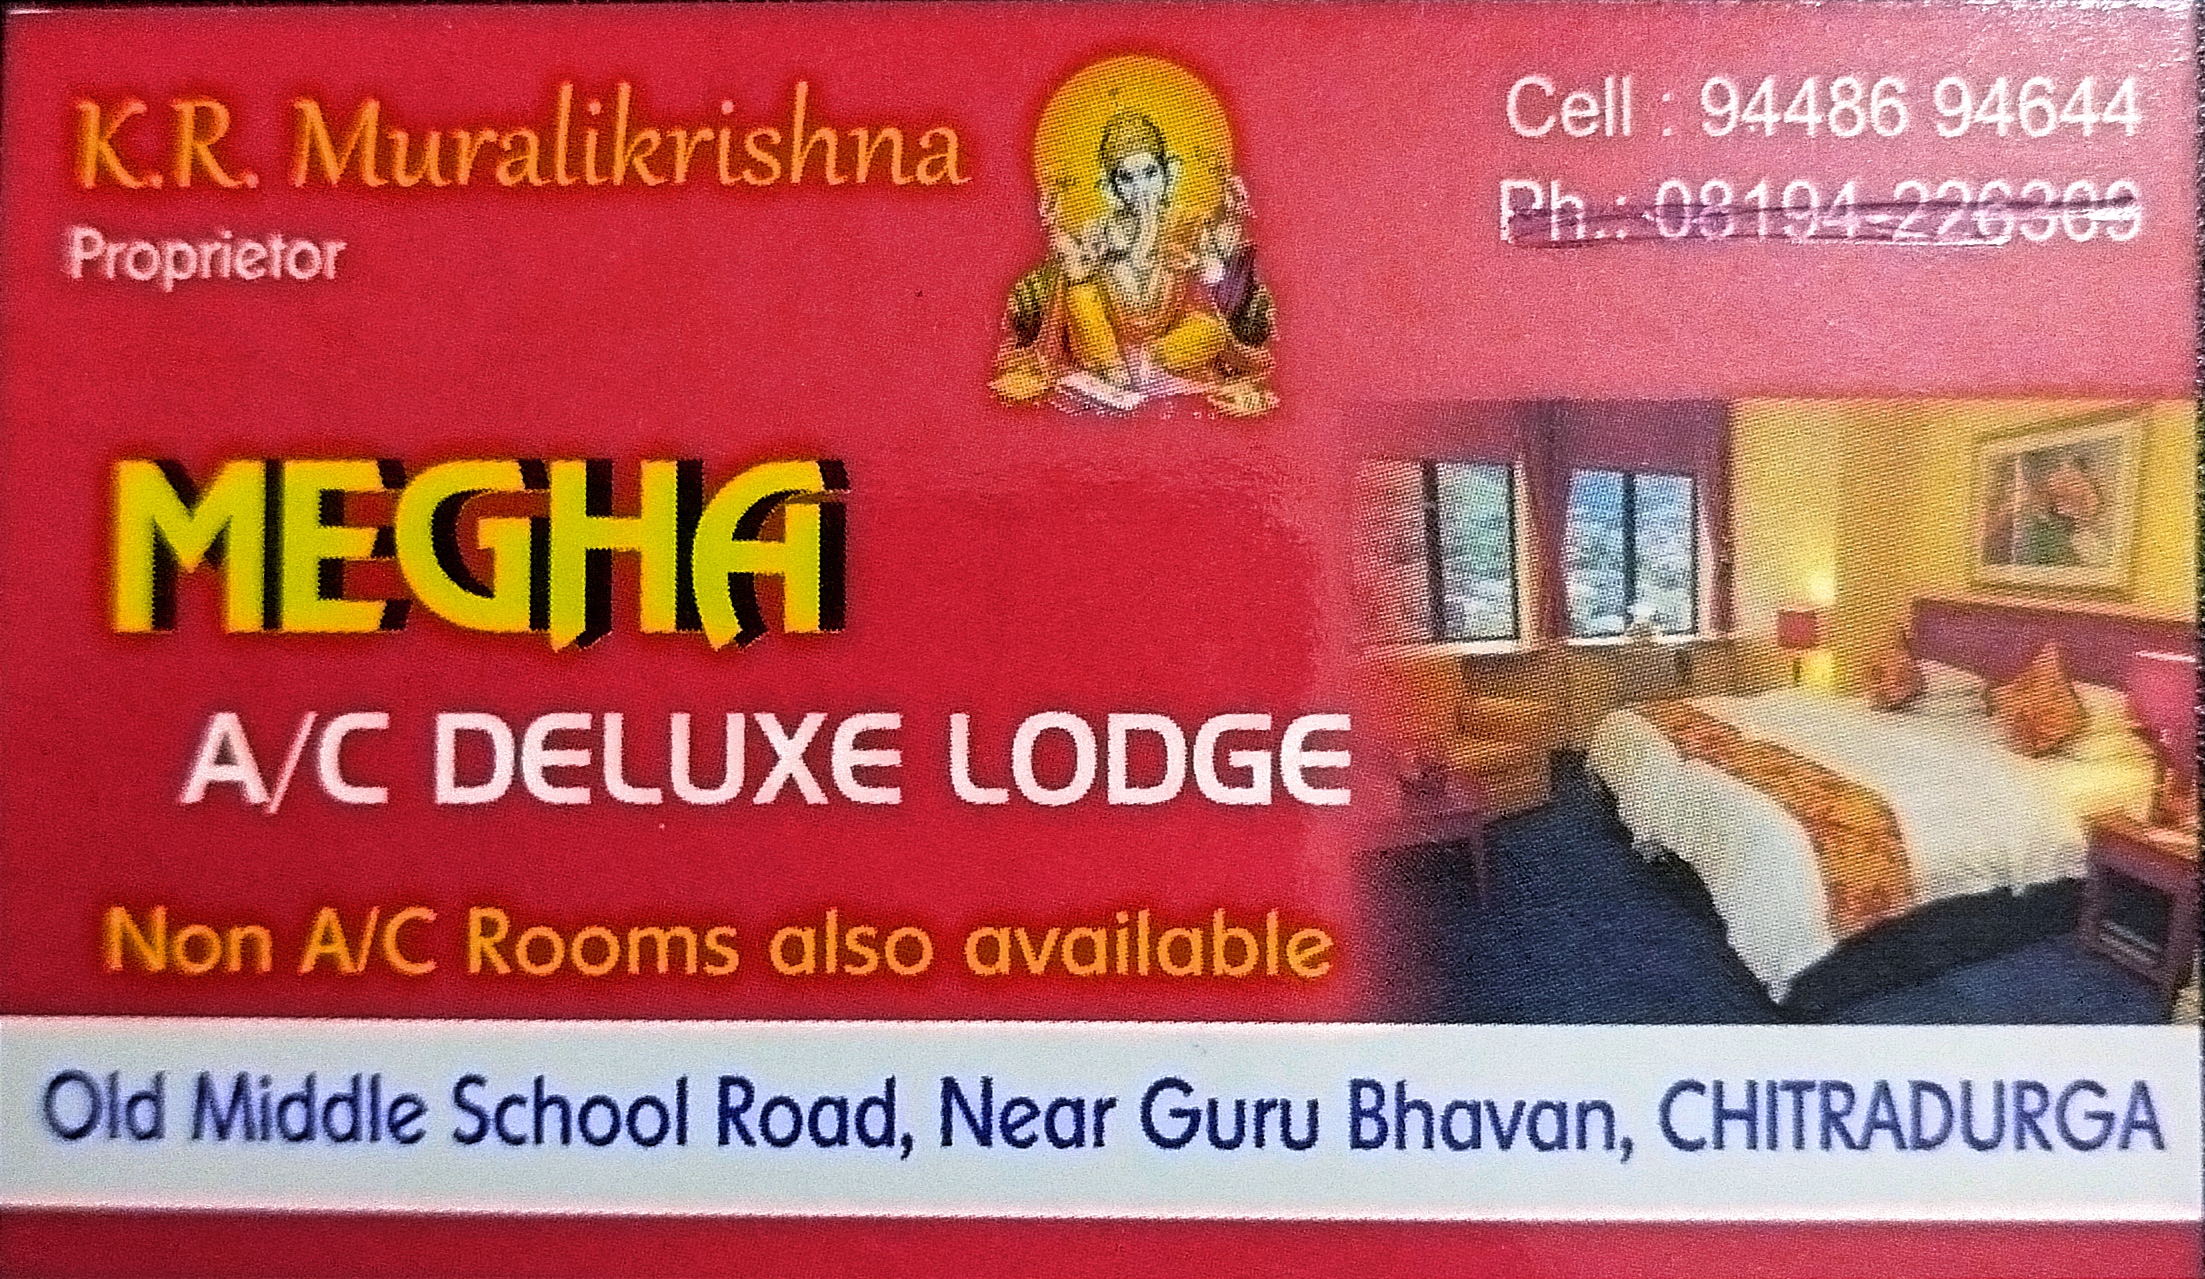 K.R. Muralikrishna
Proprietor
Cell : 94486 94644
Ph.: 08194-226309
MEGHA
A/C DELUXE LODGE
Non A/C Rooms also available
Old Middle School Road, Near Guru Bhavan, CHITRADURGA